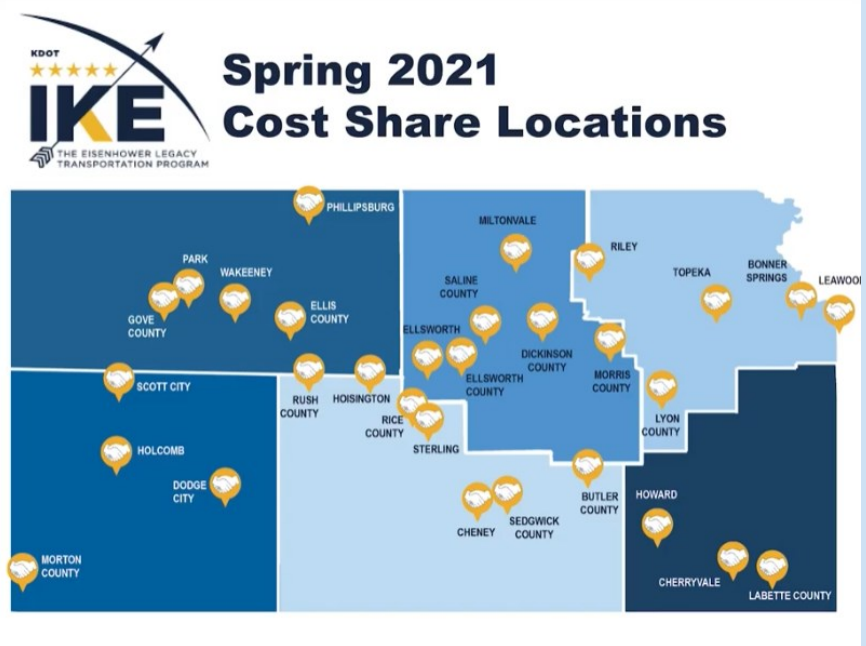 KDOT
IKE
THE EISENHOWER LEGACY
TRANSPORTATION PROGRAM
Spring 2021
Cost Share Locations
PHILLIPSBURG
PARK
WAKEENEY
GOVE
COUNTY
ELLIS
COUNTY
MILTONVALE
SALINE
COUNTY
ELLSWORTH
ELLSWORTH
COUNTY
DICKINSON
COUNTY
RILEY
TOPEKA
BONNER
SPRINGS
LEAWOO
MORRIS
COUNTY
LYON
COUNTY
SCOTT CITY
HOLCOMB
DODGE
CITY
MORTON
COUNTY
RUSH
COUNTY
HOISINGTON
RICE
COUNTY
STERLING
CHENEY
SEDGWICK
COUNTY
BUTLER
COUNTY
HOWARD
CHERRYVALE
LABETTE COUNTY